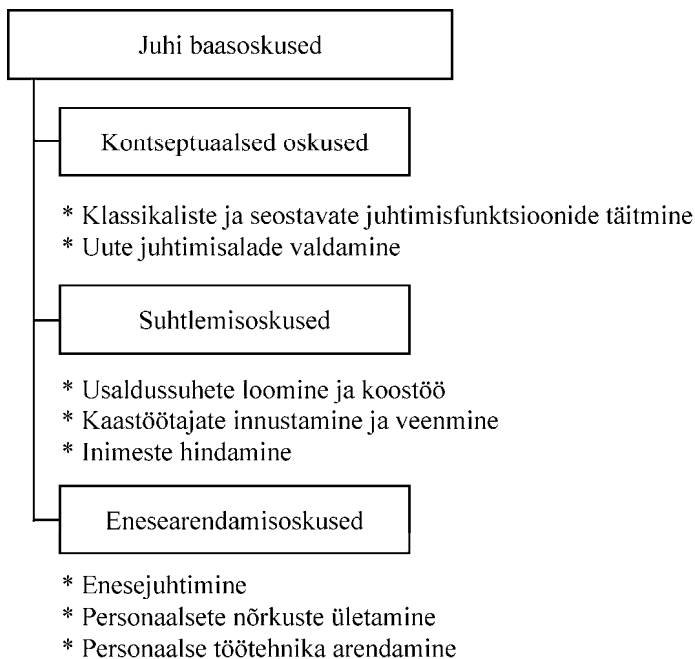 Juhi baasoskused
Kontseptuaalsed oskused
* Klassikaliste ja seostavate juhtimisfunktsioonide täitmine
* Uute juhtimisalade valdamine
Suhtlemisoskused
* Usaldussuhete loomine ja koostöö
* Kaastöötajate innustamine ja veenmine
* Inimeste hindamine
Enesearendamisoskused
* Enesejuhtimine
* Personaalsete nõrkuste ületamine
* Personaalse töötehnika arendamine